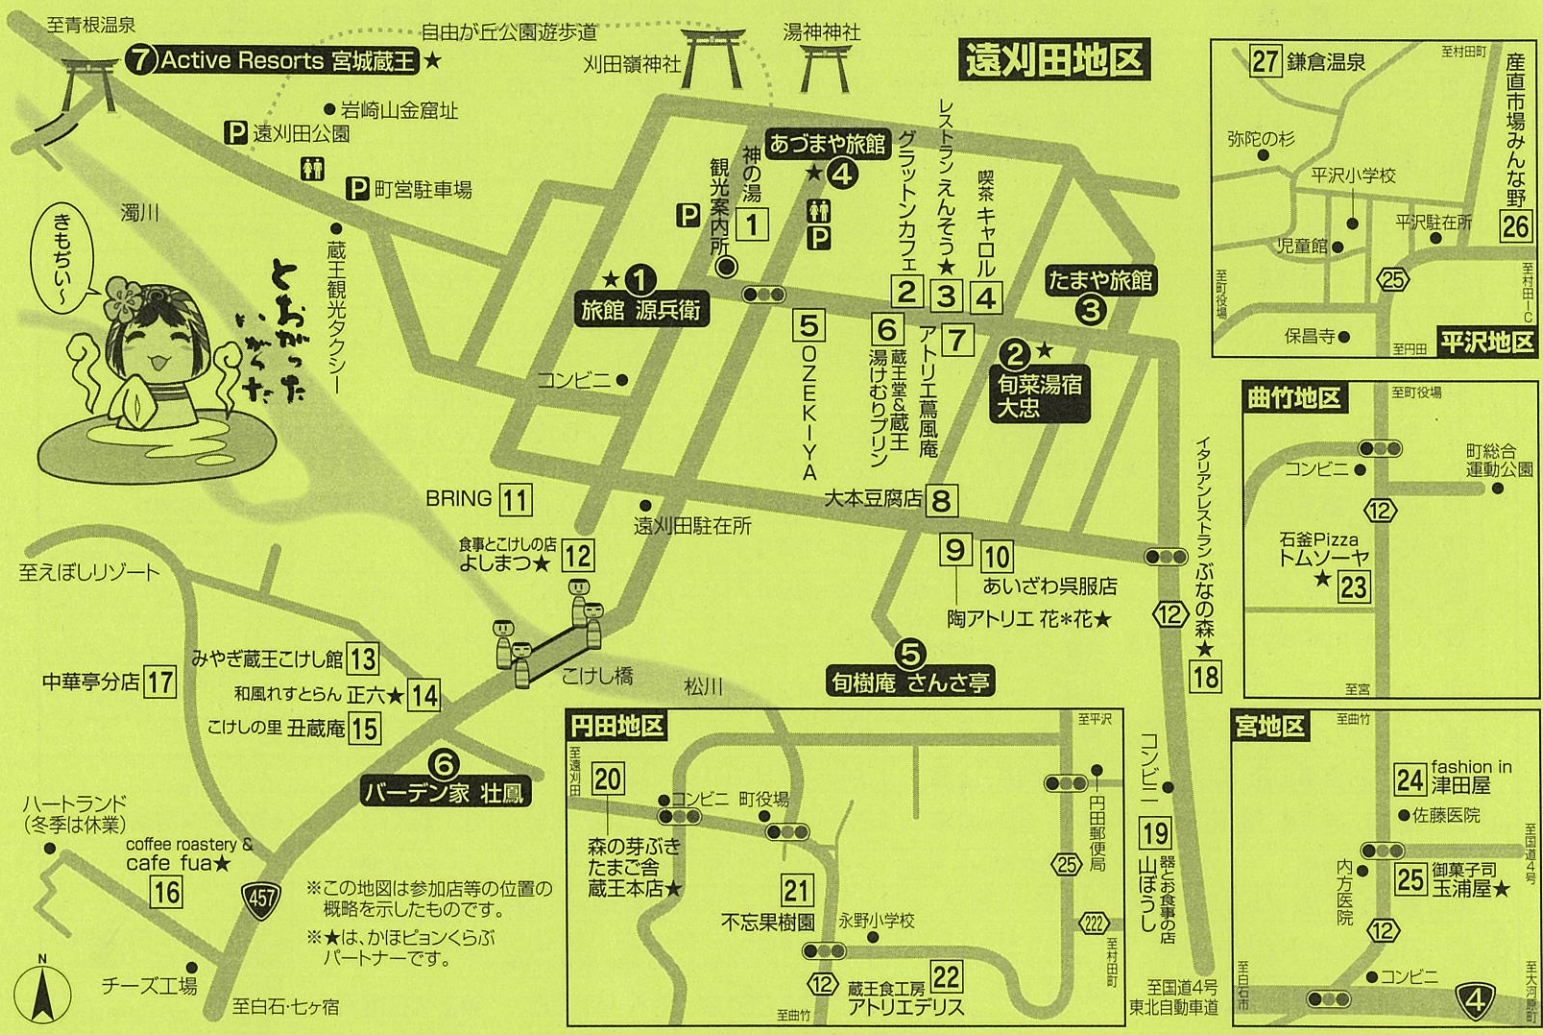 至青根温泉
❼Active Resorts 宮城蔵王★
自由が丘公園遊歩道
刈田嶺神社
湯神神社
遠刈田地区
岩崎山金窟址
P 遠刈田公園
P 町営駐車場
濁川
きもぢぃ〜
とおがった
いがった
蔵王観光タクシー
神の湯
1
観光案内所
P
あづまや旅館
★❹
P
グラットンカフェ
2
レストラン えんそう★
3
喫茶 キャロル
4
★❶
旅館 源兵衛
たまや旅館
❸
5
OZEKIYA
6
蔵王堂&蔵王
湯けむりプリン
7
アトリエ蔦風庵
❷★
旬菜湯宿
大忠
コンビニ
BRING 11
遠刈田駐在所
大本豆腐店 8
9
陶アトリエ 花*花★
10
あいざわ呉服店
食事とこけしの店
よしまつ★ 12
❺
旬樹庵 さんさ亭
こけし橋
松川
至えぼしリゾート
みやぎ蔵王こけし館 13
和風れすとらん 正六★ 14
こけしの里 丑蔵庵 15
中華亭分店 17
❻
バーデン家 壮鳳
ハートランド
(冬季は休業)
coffee roastery &
cafe fua★
16
457
チーズ工場
至白石・七ヶ宿
N
※この地図は参加店等の位置の
概略を示したものです。
※★は、かほピョンくらぶ
パートナーです。
イタリアンレストラン ぶなの森★
18
12
コンビニ
19
器とお食事の店
山ぼうし
至国道4号
東北自動車道
27 鎌倉温泉
至村田町
産直市場みんな野
26
弥陀の杉
平沢小学校
平沢駐在所
児童館
25
至町役場
至村田IC
保昌寺
至円田
平沢地区
曲竹地区
至町役場
コンビニ
町総合
運動公園
12
石釜Pizza
トムソーヤ
★ 23
至宮
円田地区
至平沢
至遠刈田
20
コンビニ
町役場
森の芽ぶき
たまご舎
蔵王本店★
円田郵便局
25
21
不忘果樹園
永野小学校
222
至村田町
12
22
蔵王食工房
アトリエデリス
至曲竹
宮地区
至曲竹
24 fashion in
津田屋
佐藤医院
至国道4号
内方医院
25 御菓子司
玉浦屋★
12
コンビニ
至白石市
4
至大河原町